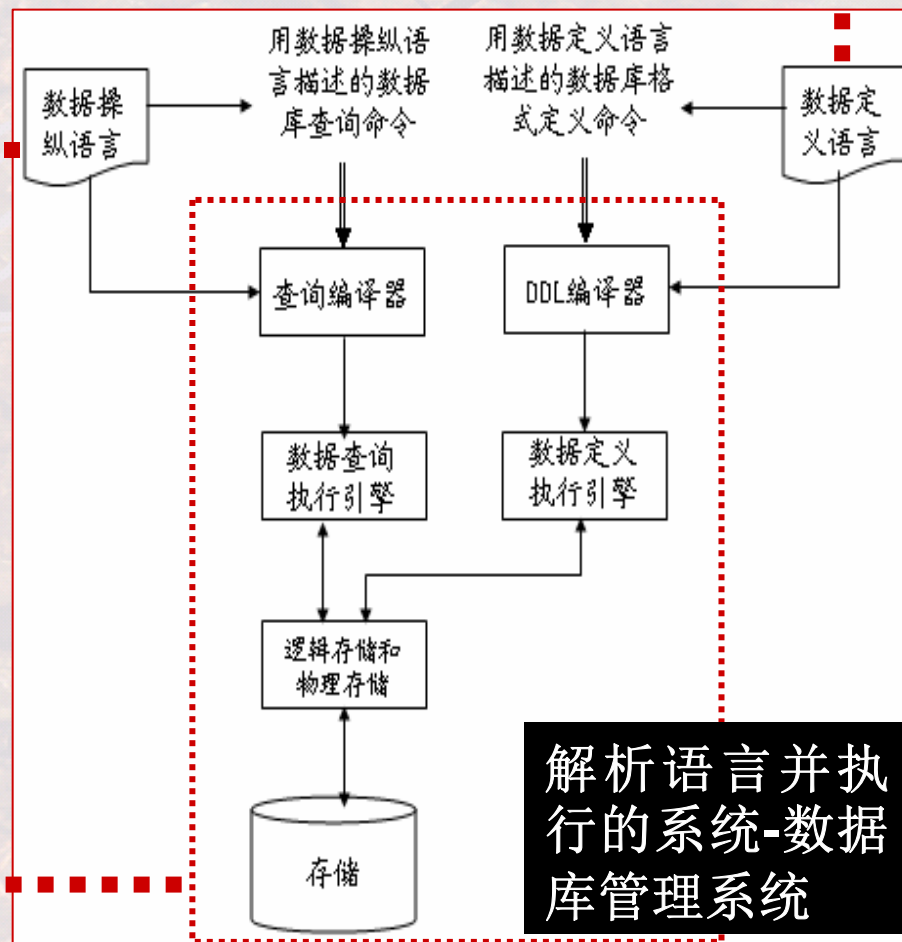 用数据操纵语
言描述的数据
库查询命令
用数据定义语言
描述的数据库格
式定义命令
数据操
纵语言
数据定
义语言
查询编译器
DDL编译器
数据查询
执行引擎
数据定义
执行引擎
逻辑存储和
物理存储
存储
解析语言并执
行的系统-数据
库管理系统